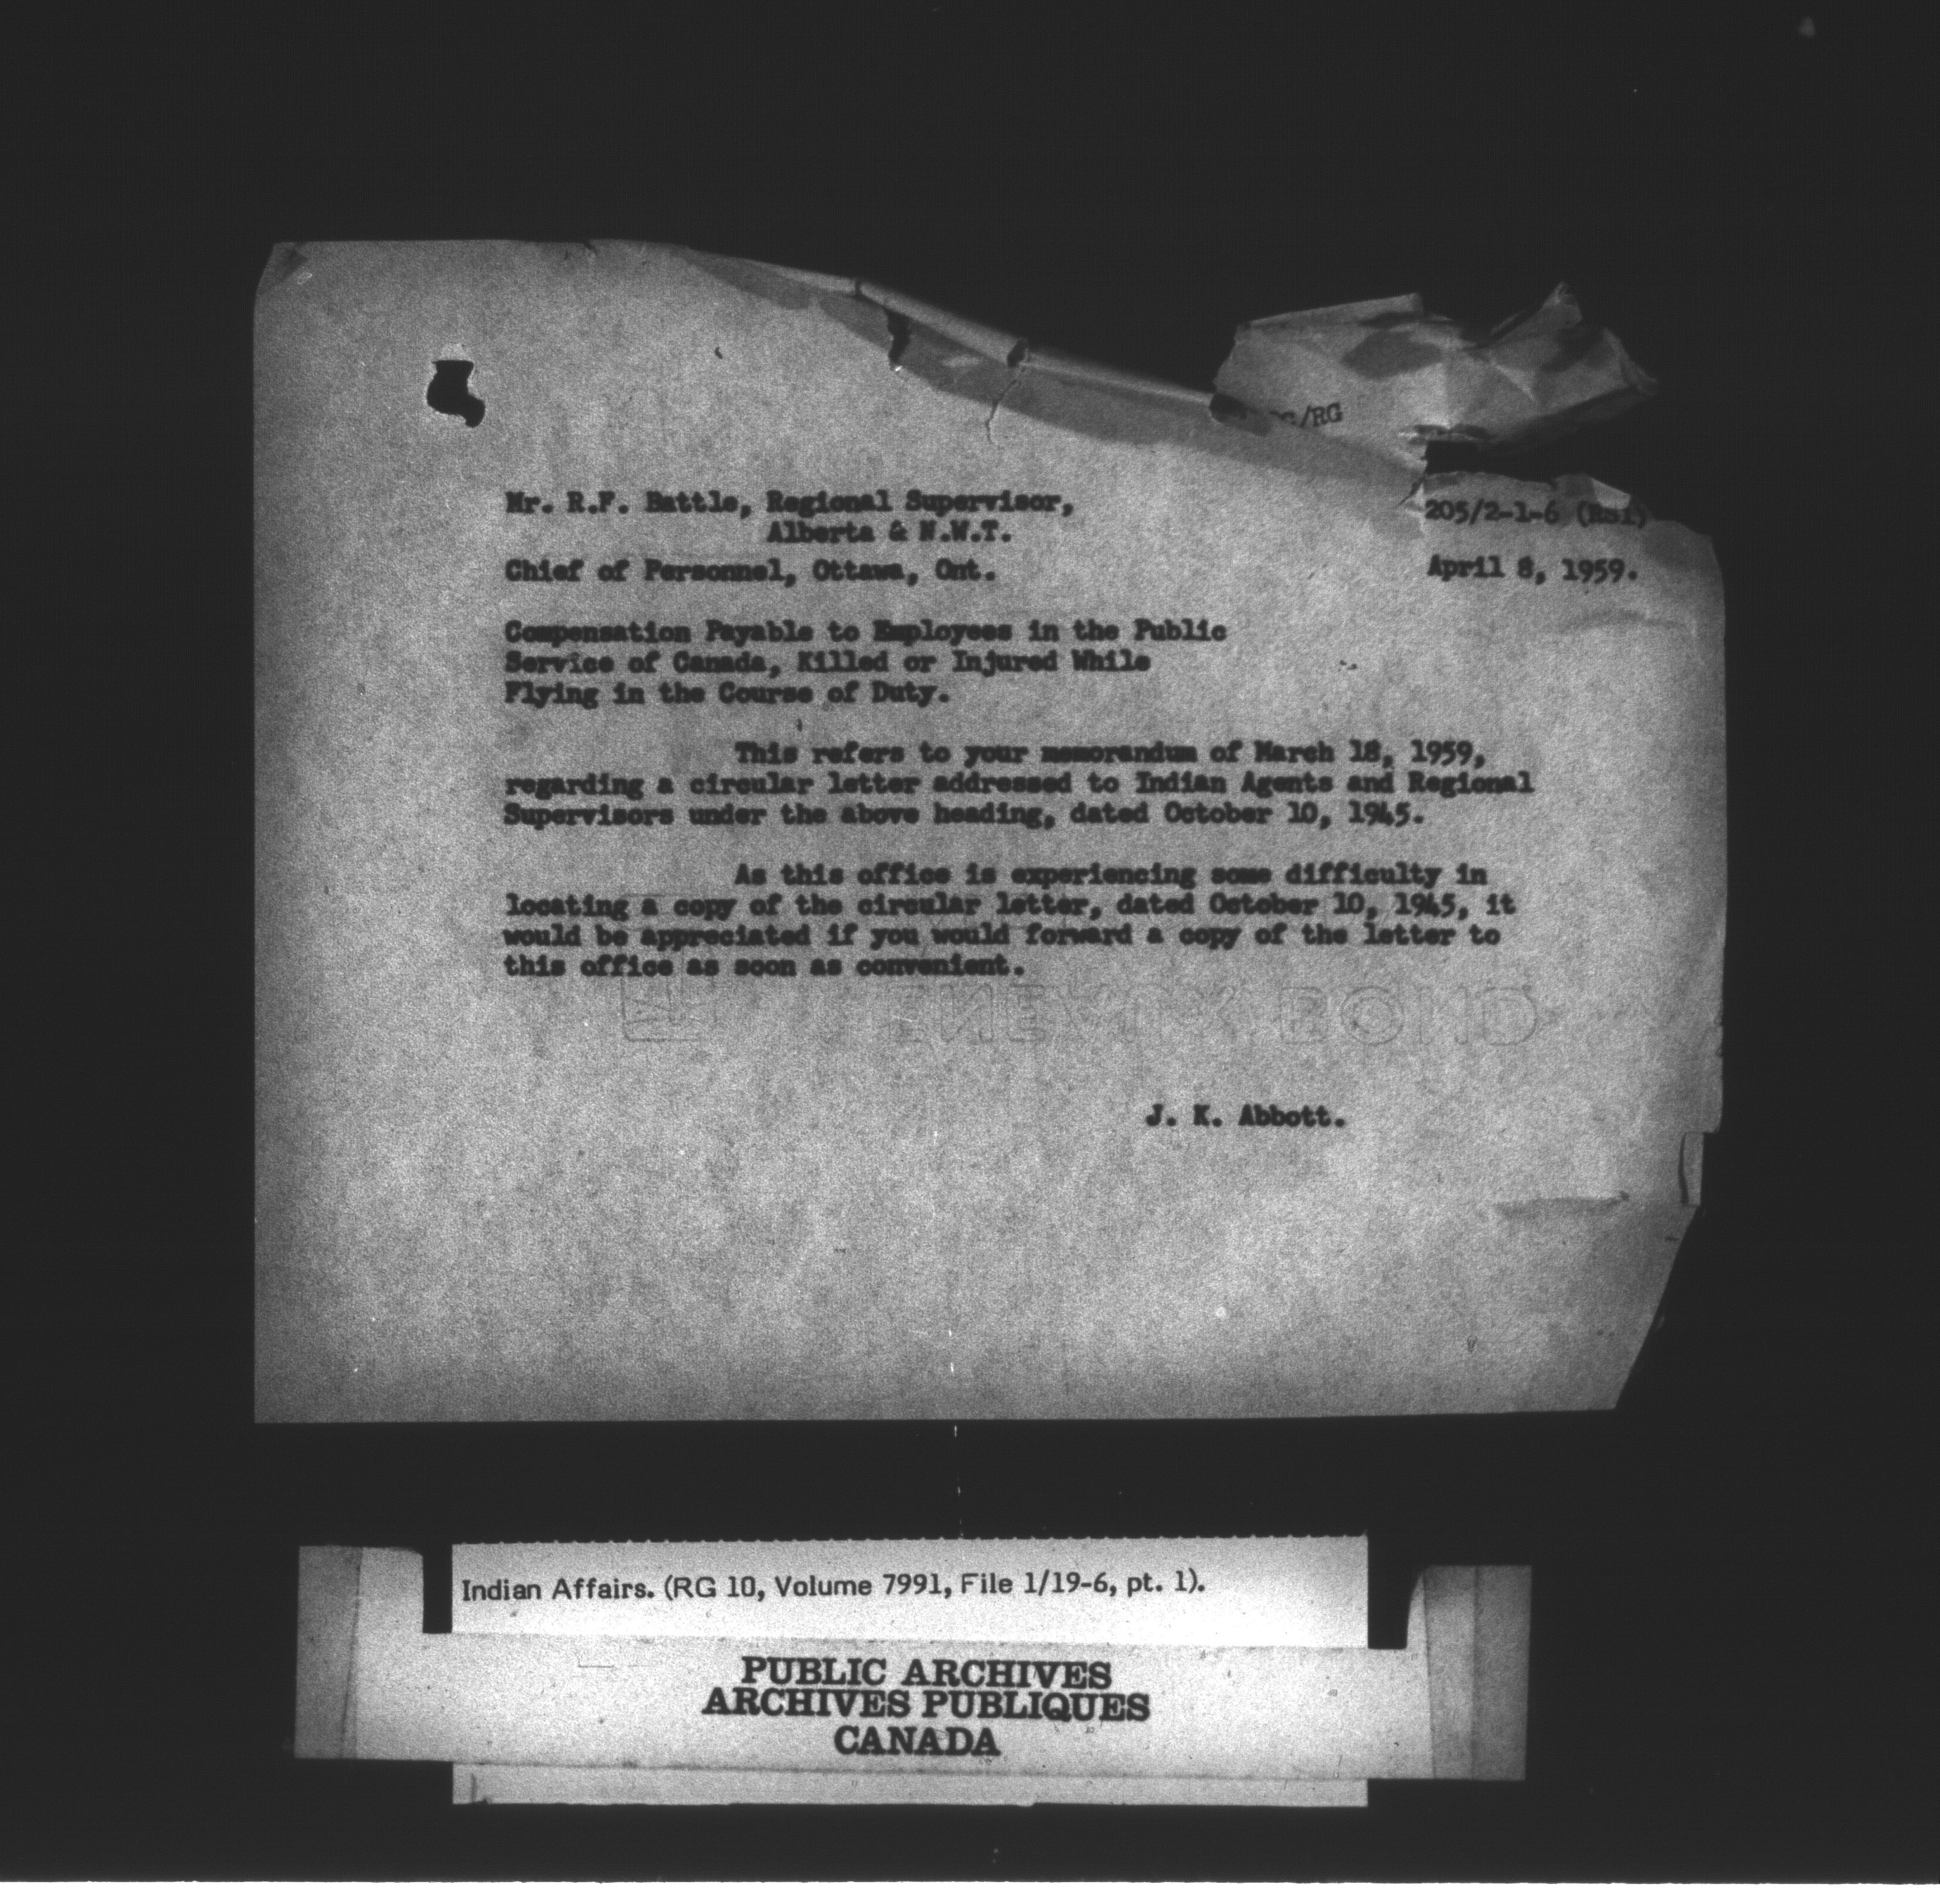 /RG
Mr. R.F. Battle, Regional Supervisor,
Alberta & N.W.T.
205/2-1-6 (RS1)
Chief of Personnel, Ottawa, Ont.
April 8, 1959.
Compensation Payable to Employees in the Public
Service of Canada, Killed or Injured While
Flying in the Course of Duty.
This refers to your memorandum of March 18, 1959,
regarding a circular letter addressed to Indian Agents and Regional
Supervisors under the above heading, dated October 10, 1945.
As this office is experiencing some difficulty in
locating a copy of the circular letter, dated October 10, 1945, it
would be appreciated if you would forward a copy of the letter to
this office as soon as convenient.
BOND
J. K. Abbott.
Indian Affairs. (RG 10, Volume 7991, File 1/19-6, pt. 1).
PUBLIC ARCHIVES
ARCHIVES PUBLIQUES
CANADA